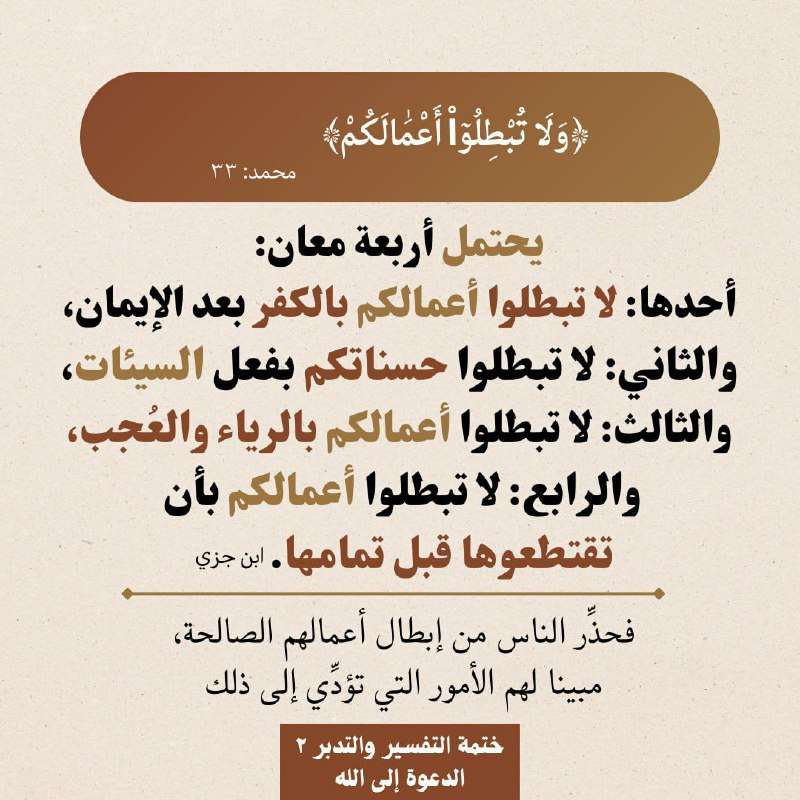 ﴿وَلَا تُبْطِلُوٓا۟ أَعْمَٰلَكُمْ﴾
محمد: ٣٣
يحتمل أربعة معان:
أحدها: لا تبطلوا أعمالكم بالكفر بعد الإيمان،
والثاني: لا تبطلوا حسناتكم بفعل السيئات،
والثالث: لا تبطلوا أعمالكم بالرياء والعُجب،
والرابع: لا تبطلوا أعمالكم بأن
تقتطعوها قبل تمامها. ابن جزي
فحذِّر الناس من إبطال أعمالهم الصالحة،
مبينا لهم الأمور التي تؤدِّي إلى ذلك
ختمة التفسير والتدبر ٢
الدعوة إلى الله